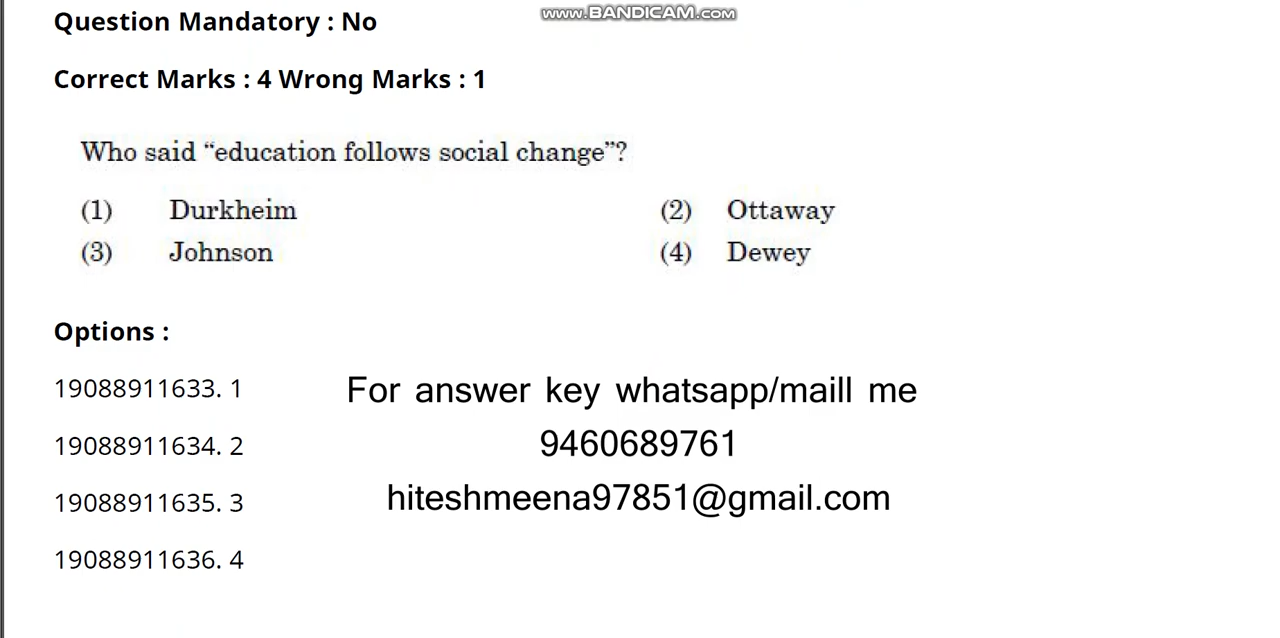 www.BANDICAM.com
Question Mandatory : No
Correct Marks : 4 Wrong Marks : 1
Who said “education follows social change”?
(1) Durkheim (2) Ottaway
(3) Johnson (4) Dewey
Options :
19088911633. 1
For answer key whatsapp/maill me
19088911634. 2
9460689761
19088911635. 3
hiteshmeena97851@gmail.com
19088911636. 4